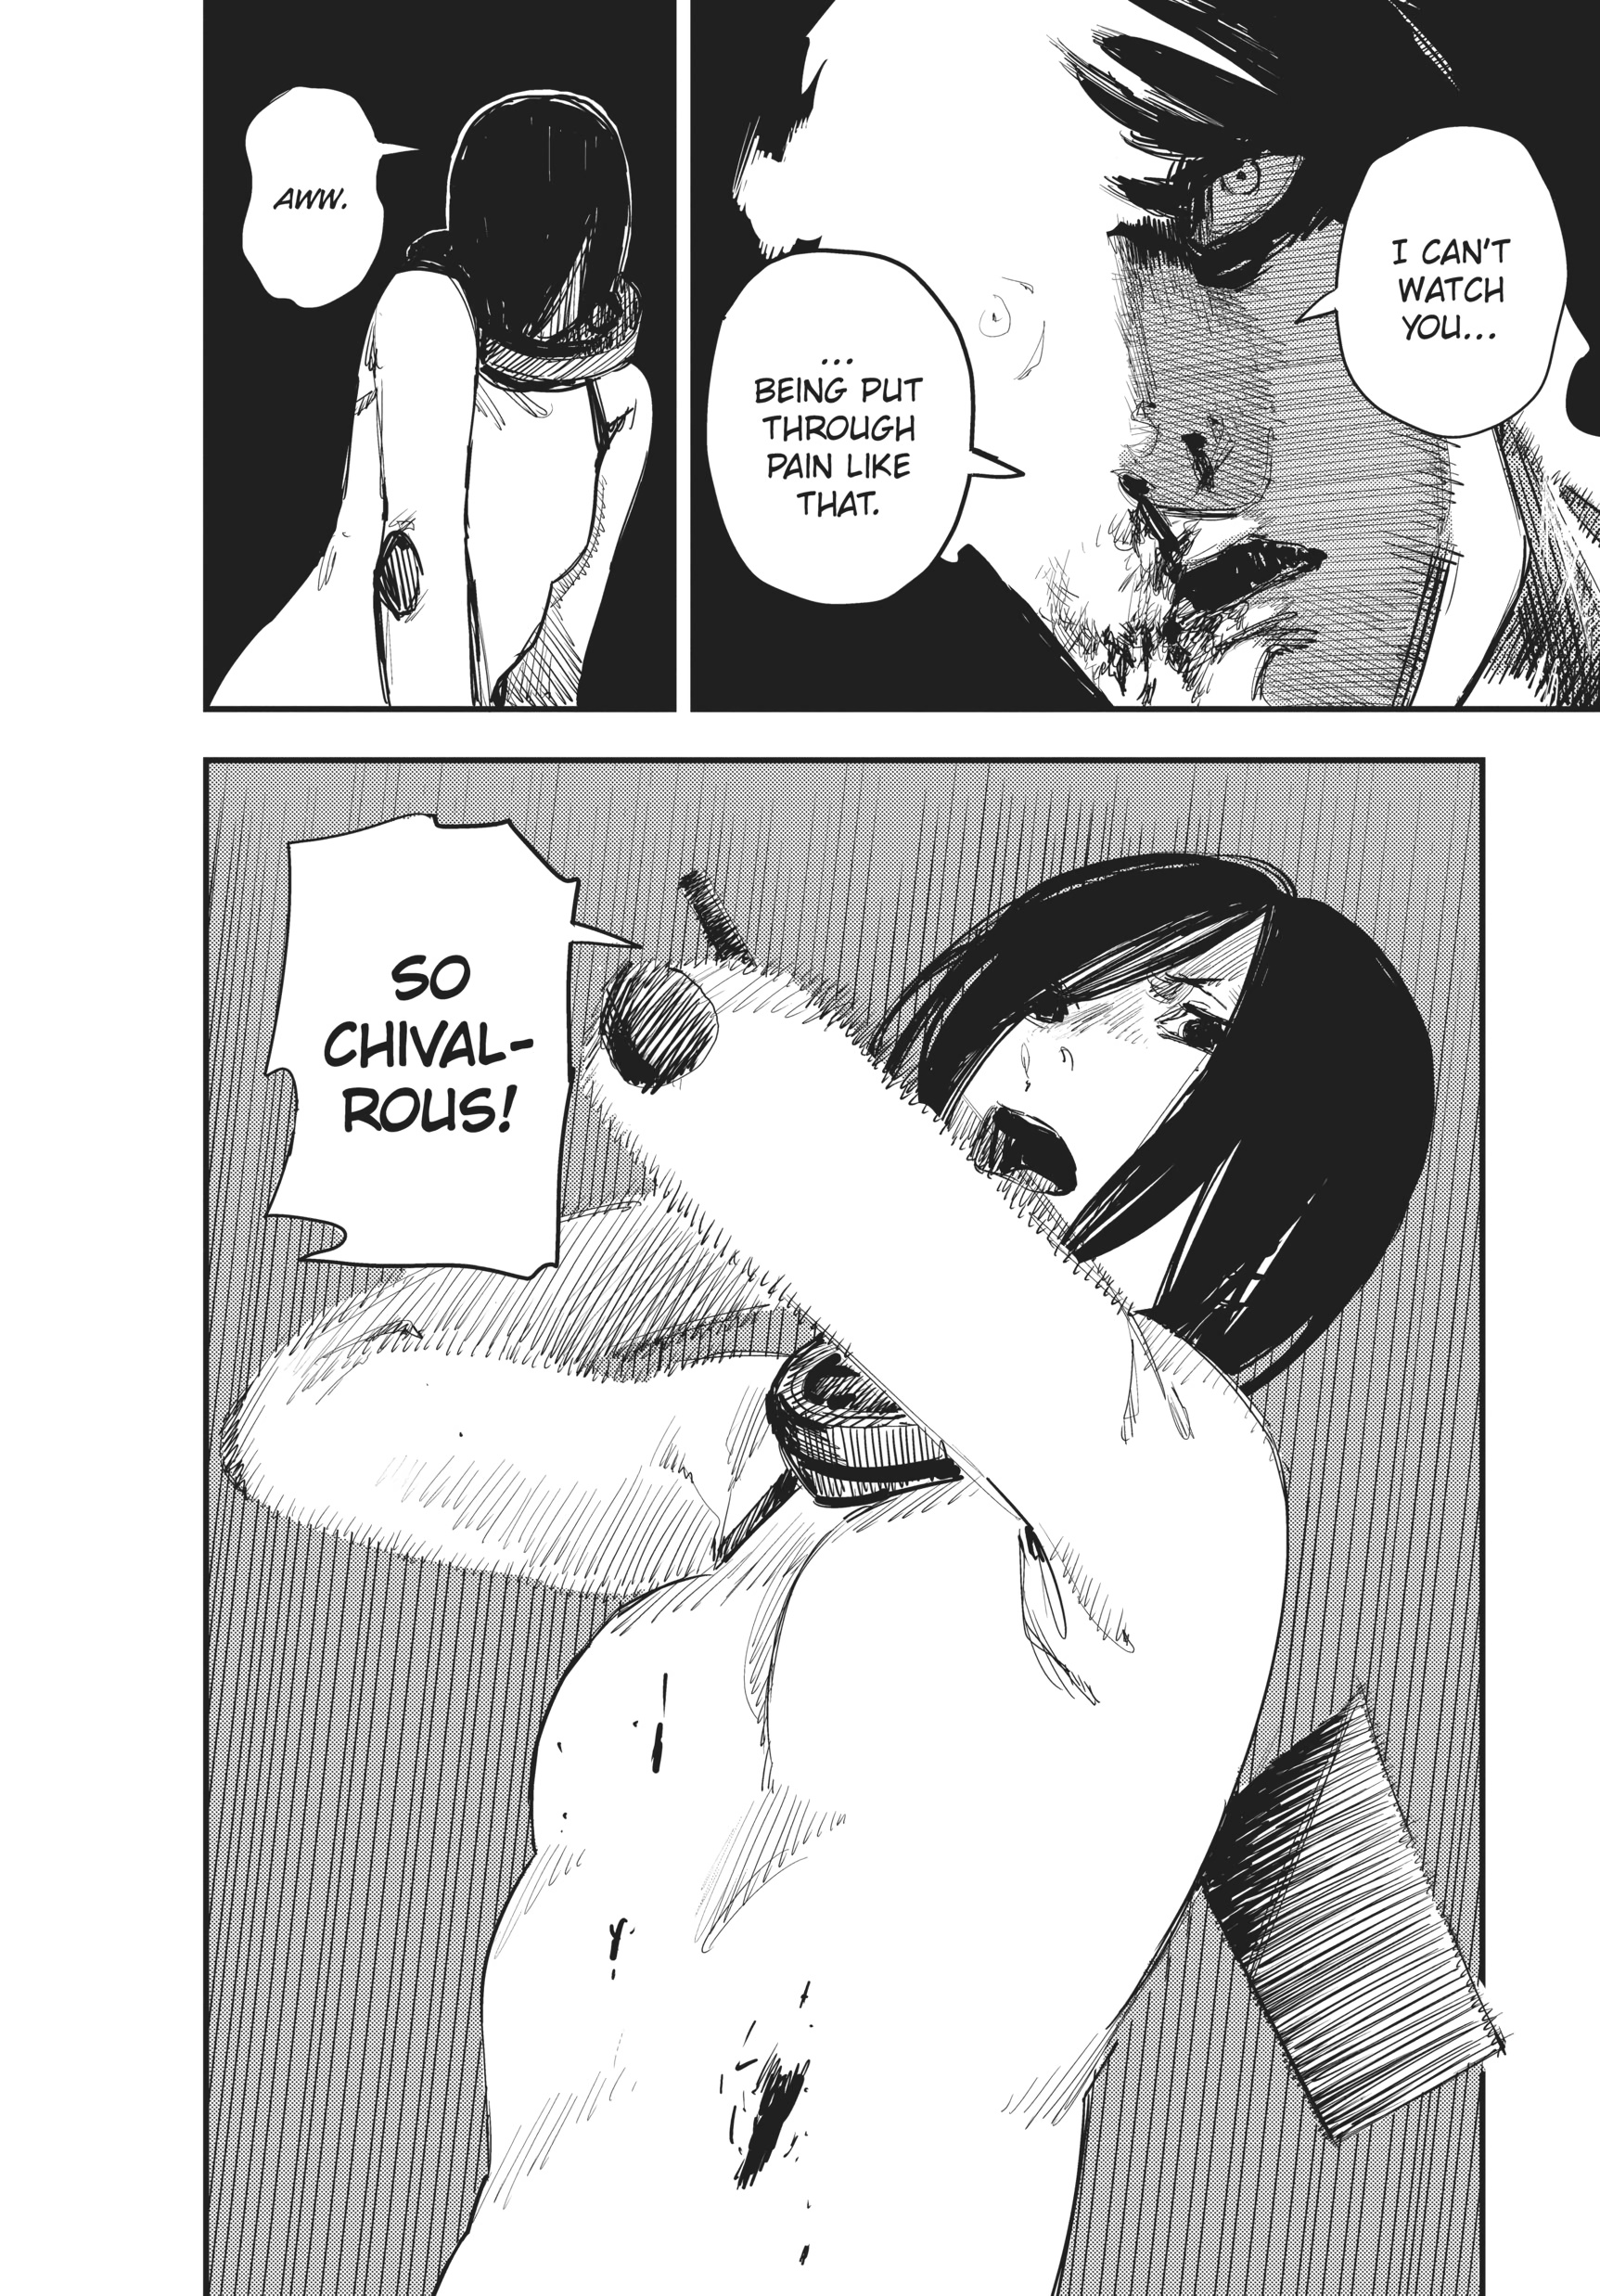 I CAN'T
WATCH
YOU...
...
BEING PUT
THROUGH
PAIN LIKE
THAT.
AWW.
SO
CHIVAL-
ROUS!